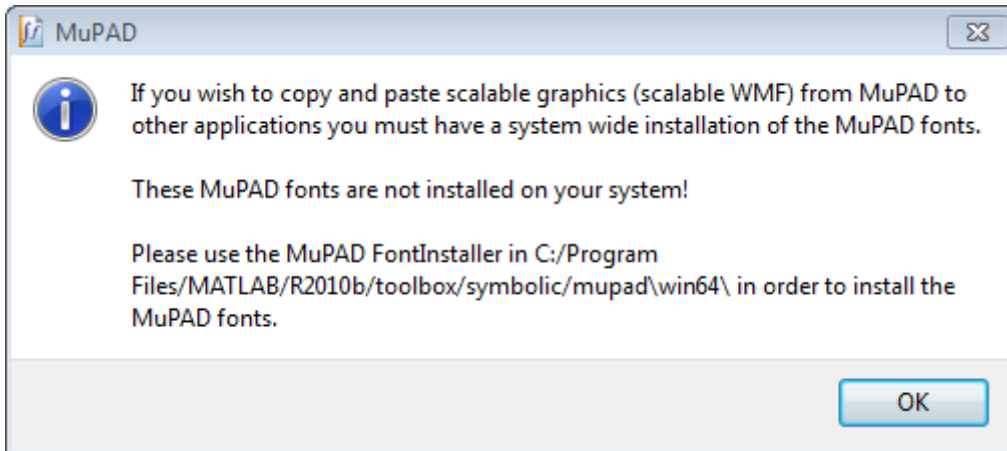 MuPAD
If you wish to copy and paste scalable graphics (scalable WMF) from MuPAD to
other applications you must have a system wide installation of the MuPAD fonts.
These MuPAD fonts are not installed on your system!
Please use the MuPAD FontInstaller in C:/Program
Files/MATLAB/R2010b/toolbox/symbolic/mupad\win64\ in order to install the
MuPAD fonts.
OK